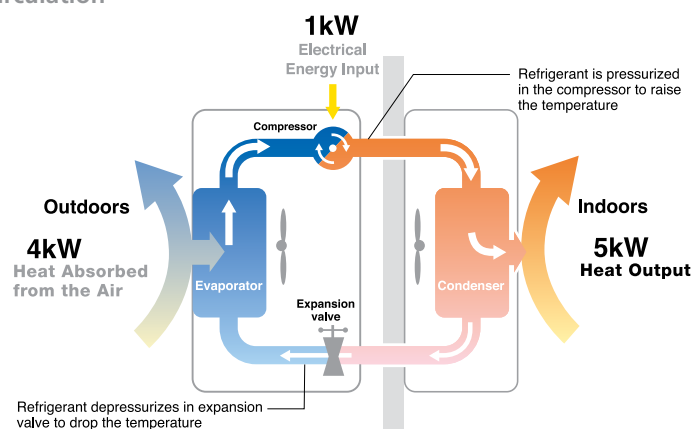 1kW
Electrical
Energy Input
Refrigerant is pressurized
in the compressor to raise
the temperature
Compressor
Outdoors
4kW
Heat Absorbed
from the Air
Evaporator
Expansion
valve
Condenser
Indoors
5kW
Heat Output
Refrigerant depressurizes in expansion
valve to drop the temperature